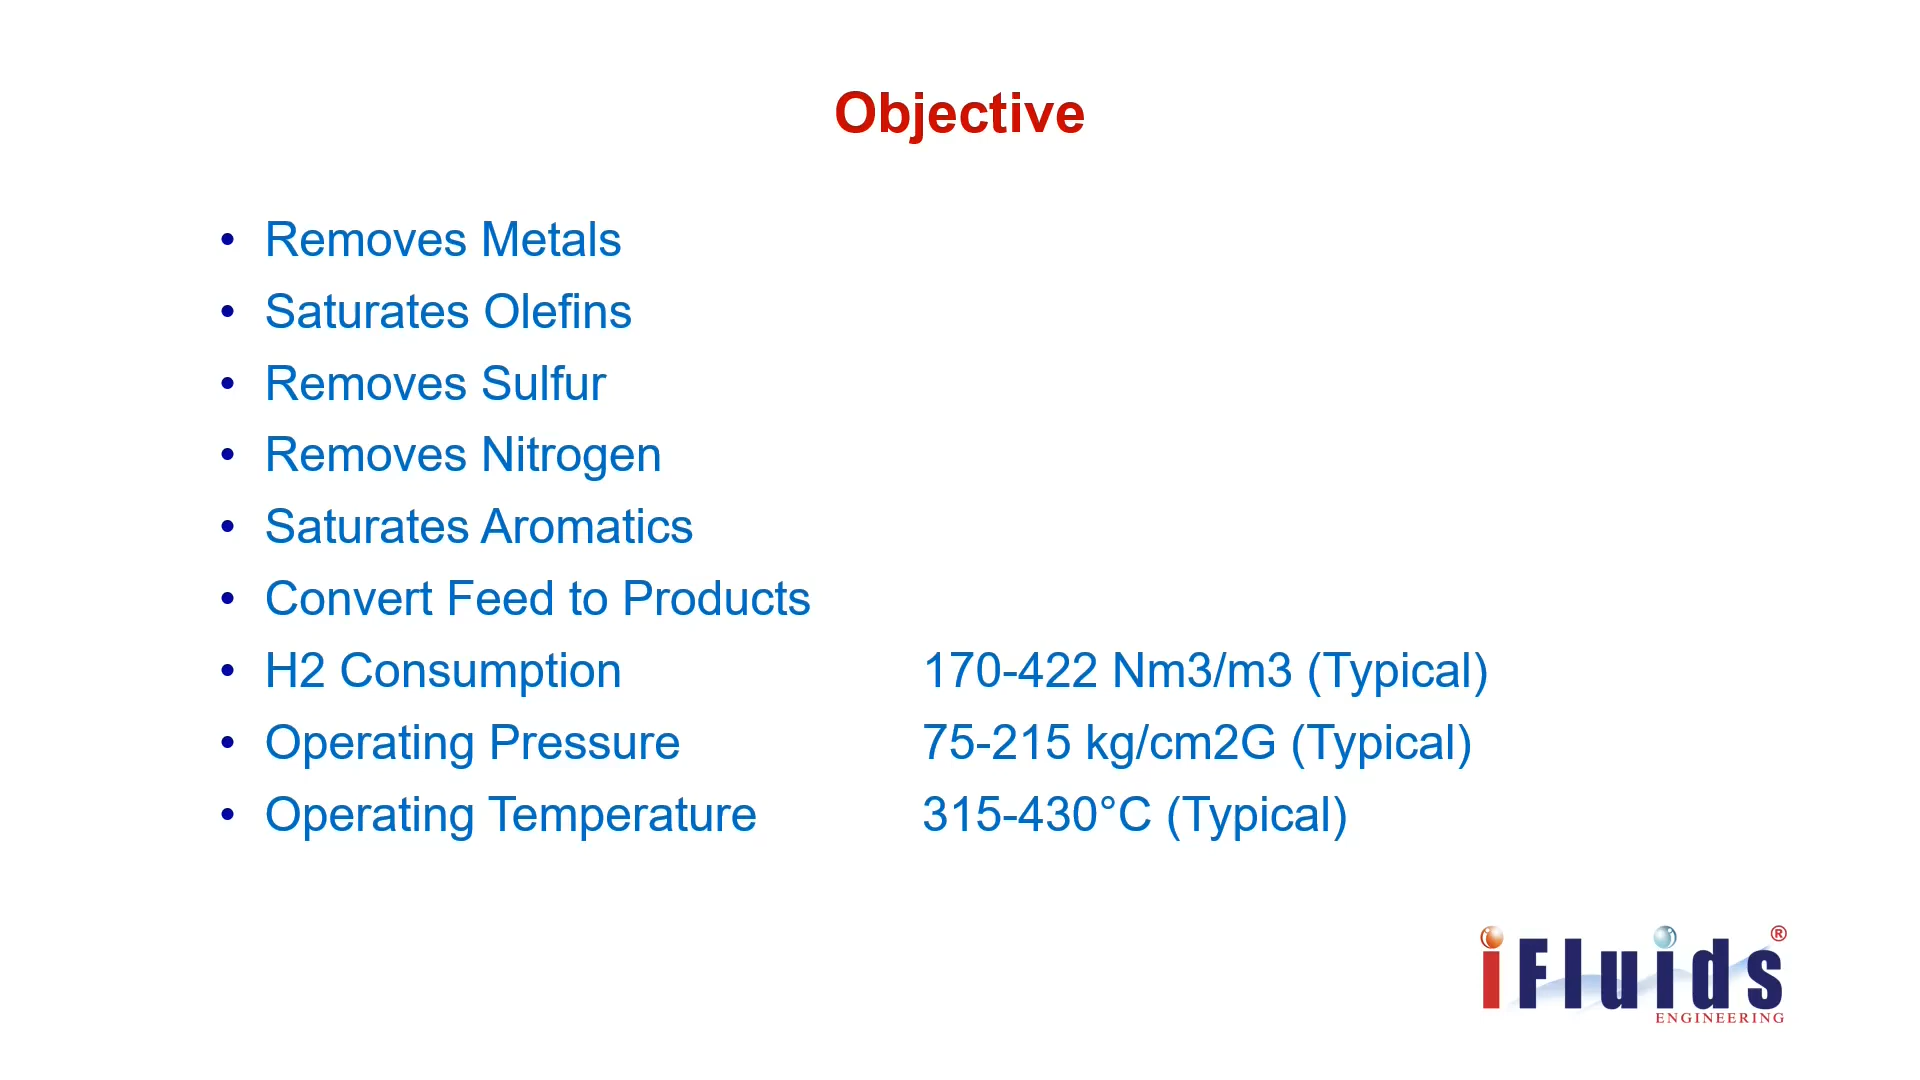 Objective
• Removes Metals
• Saturates Olefins
• Removes Sulfur
• Removes Nitrogen
• Saturates Aromatics
• Convert Feed to Products
• H2 Consumption 170-422 Nm3/m3 (Typical)
• Operating Pressure 75-215 kg/cm2G (Typical)
• Operating Temperature 315-430°C (Typical)
iFluids®
ENGINEERING